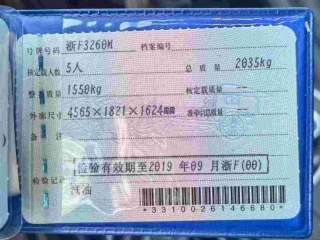 号牌号码 浙F3260M 档案编号
核定载人数 5人 总质量 2035kg
整备质量 1550kg 核定载质量 --
外廓尺寸 4565×1821×1624mm 准牵引总质量 --
备注
检验有效期至2019 年 09 月浙F(00)
检验记录
汽油
*3310026146680*